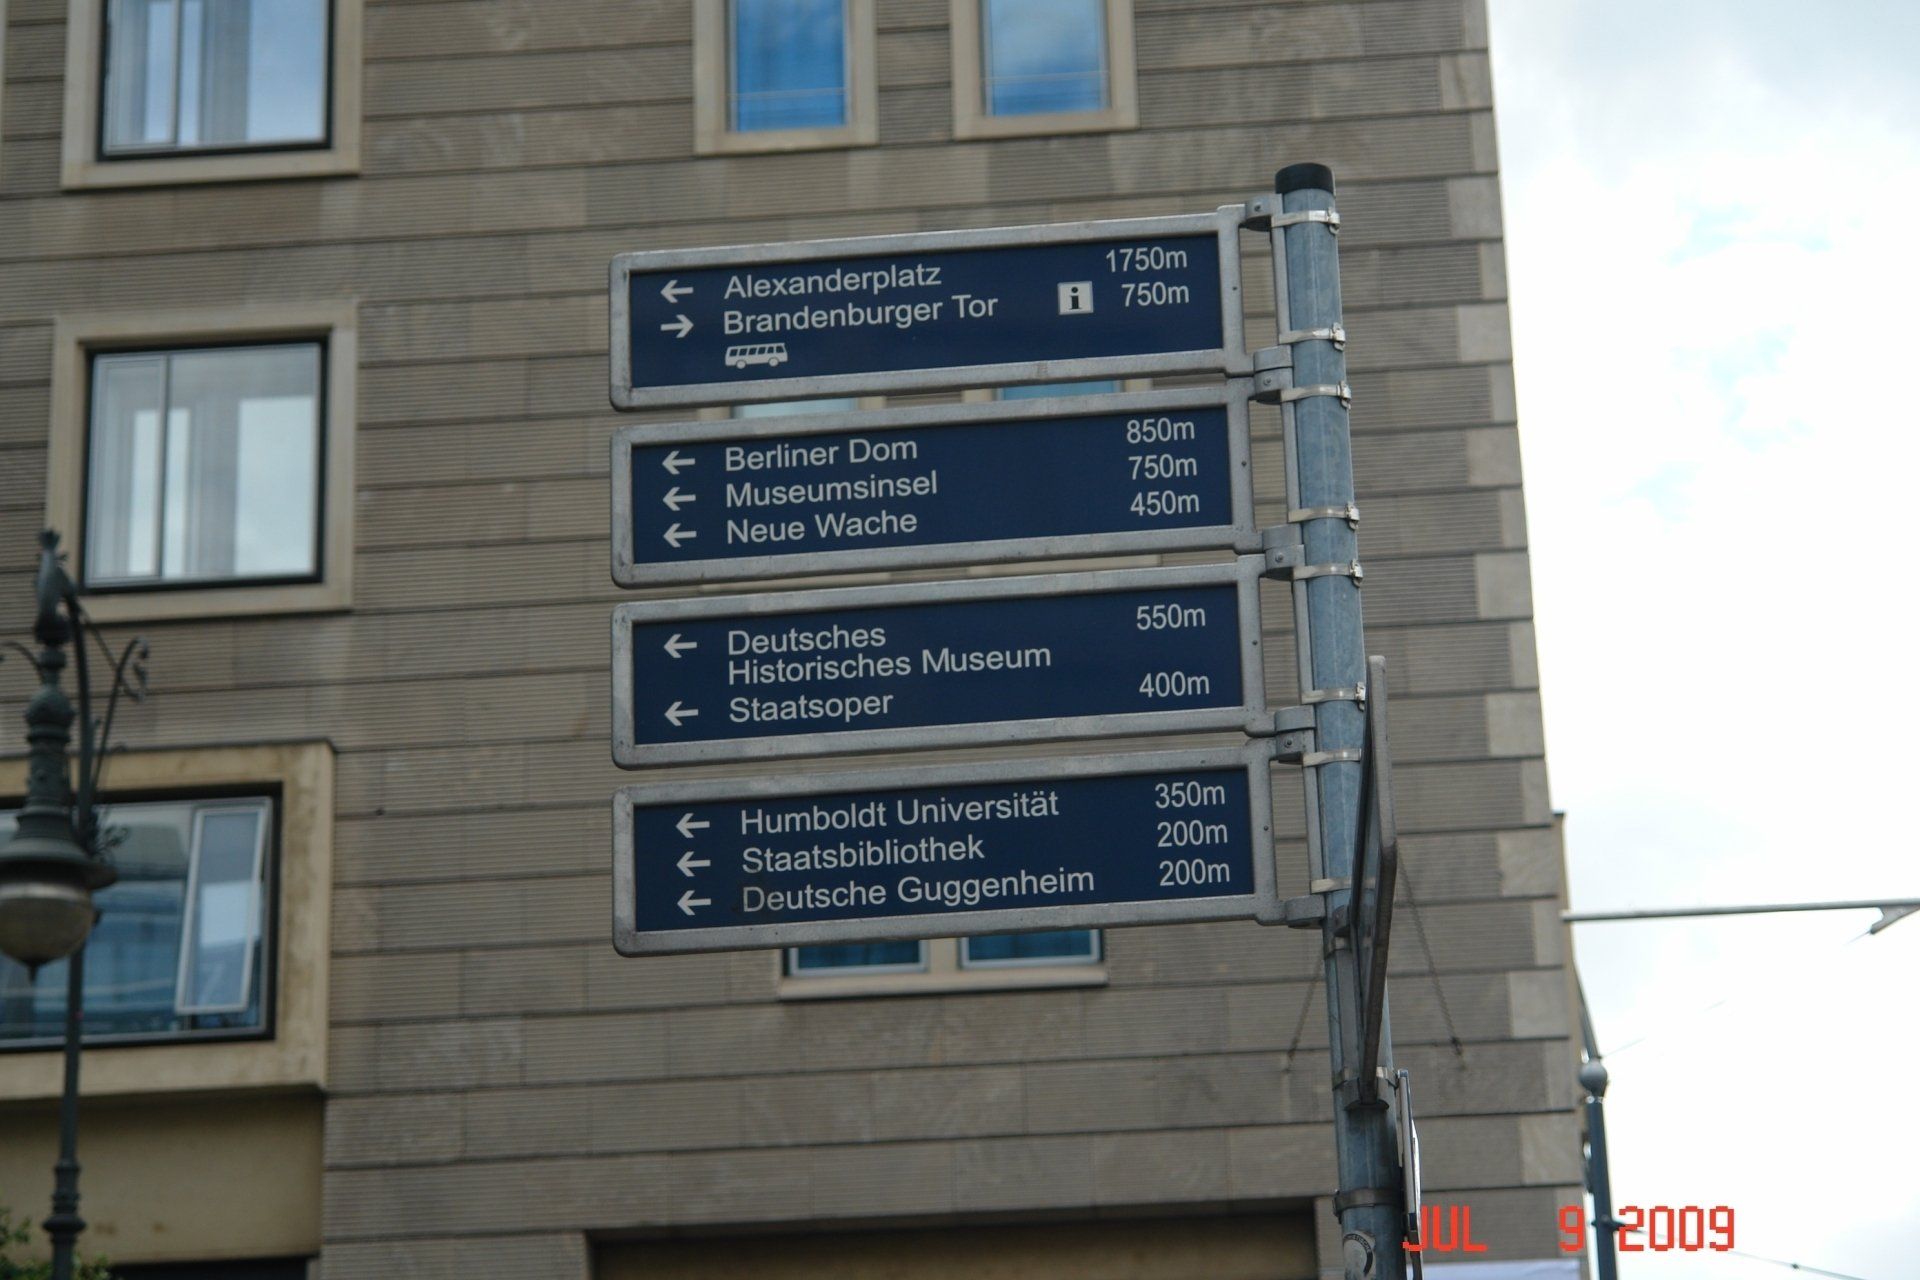 Alexanderplatz 1750m
Brandenburger Tor i 750m
Berliner Dom 850m
Museumsinsel 750m
Neue Wache 450m
Deutsches 550m
Historisches Museum
Staatsoper 400m
Humboldt Universität 350m
Staatsbibliothek 200m
Deutsche Guggenheim 200m
JUL 9 2009